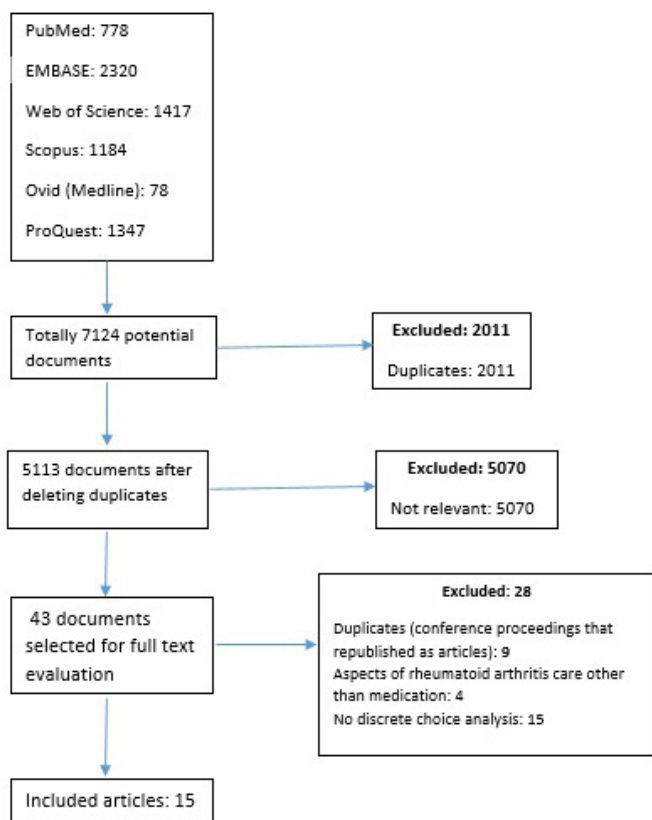 PubMed: 778
EMBASE: 2320
Web of Science: 1417
Scopus: 1184
Ovid (Medline): 78
ProQuest: 1347
Totally 7124 potential
documents
Excluded: 2011
Duplicates: 2011
5113 documents after
deleting duplicates
Excluded: 5070
Not relevant: 5070
43 documents
selected for full text
evaluation
Excluded: 28
Duplicates (conference proceedings that
republished as articles): 9
Aspects of rheumatoid arthritis care other
than medication: 4
No discrete choice analysis: 15
Included articles: 15